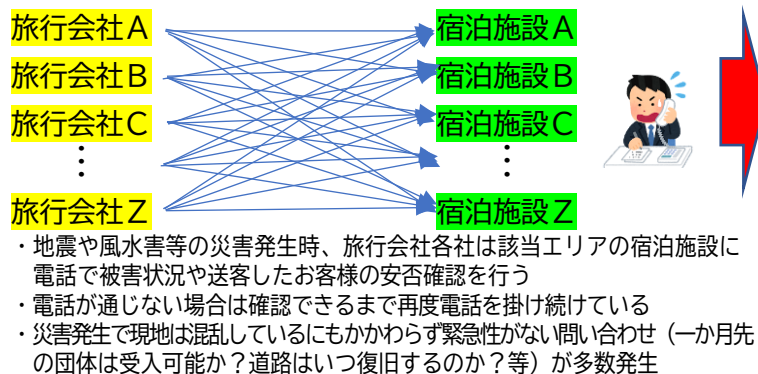 旅行会社A
宿泊施設A
旅行会社B
宿泊施設B
旅行会社C
宿泊施設C
⋮
⋮
旅行会社Z
宿泊施設Z
・地震や風水害等の災害発生時、旅行会社各社は該当エリアの宿泊施設に
電話で被害状況や送客したお客様の安否確認を行う
・電話が通じない場合は確認できるまで再度電話を掛け続けている
・災害発生で現地は混乱しているにもかかわらず緊急性がない問い合わせ（一か月先
の団体は受入可能か？道路はいつ復旧するのか？等）が多数発生